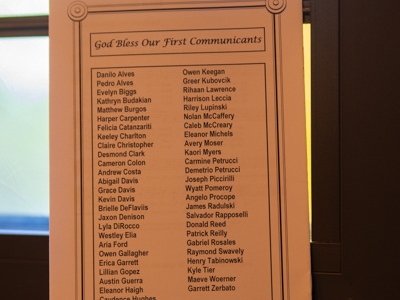 God Bless Our First Communicants
Danilo Alves
Pedro Alves
Evelyn Biggs
Kathryn Budakian
Matthew Burgos
Harper Carpenter
Felicia Catanzariti
Keeley Charlton
Claire Christopher
Desmond Clark
Cameron Colon
Andrew Costa
Abigail Davis
Grace Davis
Kevin Davis
Brielle DeFalviis
Jaxon Denison
Lyla DiRocco
Westley Elia
Aria Ford
Owen Gallagher
Erica Garrett
Lillian Gopez
Austin Guerra
Eleanor Haigh
Caydence Hughes
Owen Keegan
Greer Kubovcik
Rihaan Lawrence
Harrison Leccia
Riley Lupinski
Nolan McCaffery
Caleb McCreary
Eleanor Michels
Avery Moser
Kaori Myers
Carmine Petrucci
Demetrio Petrucci
Joseph Piccirilli
Wyatt Pomeroy
Angelo Procope
James Radulski
Salvador Rapposelli
Donald Reed
Patrick Reilly
Gabriel Rosales
Raymond Swavely
Henry Tabinowski
Kyle Tier
Maeve Woerner
Garrett Zerbato